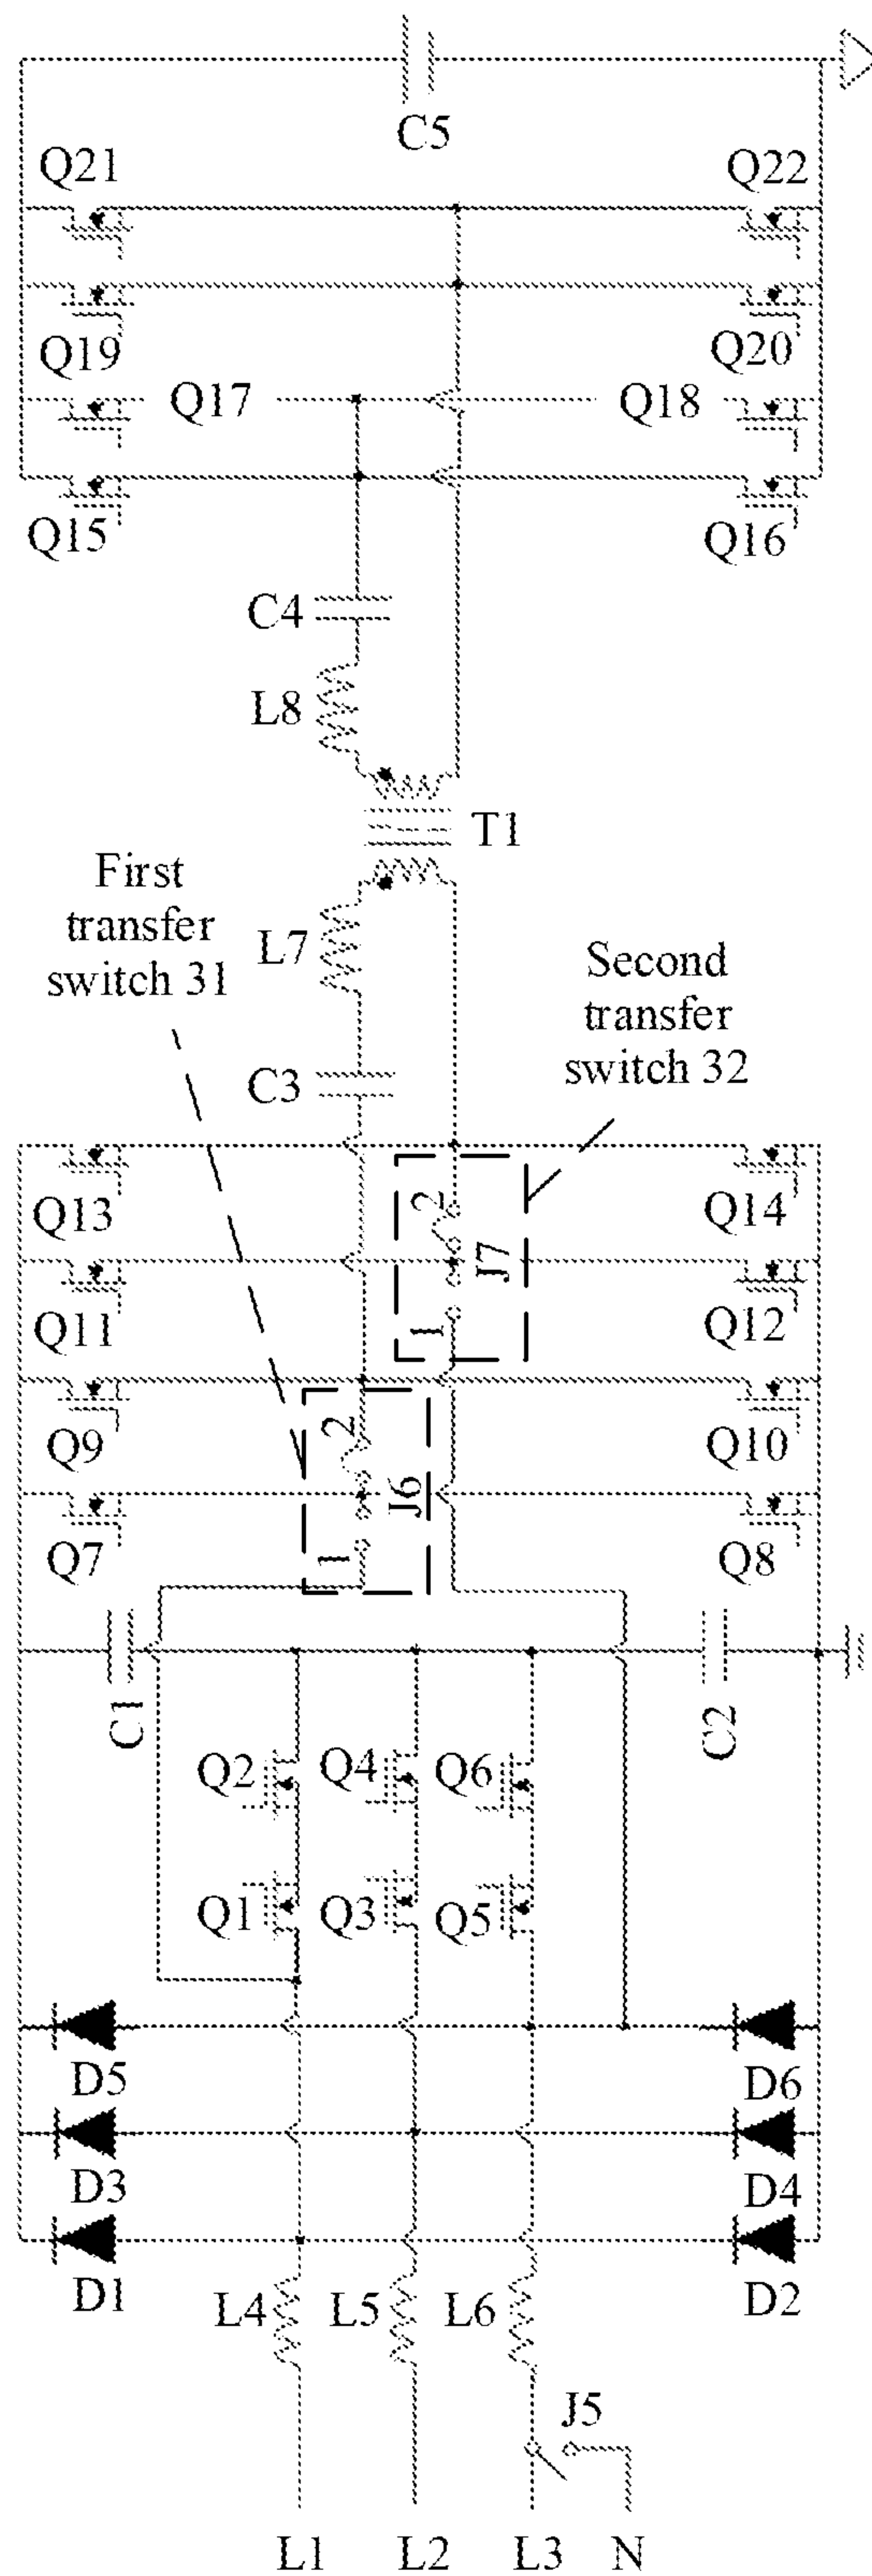 C5
Q21
Q22
Q19
Q20
Q17
Q18
Q15
Q16
C4
L8
T1
First
transfer
switch 31
L7
Second
transfer
switch 32
C3
Q13
2
Q14
J7
Q11
1
Q12
Q9
2
Q10
J6
Q7
1
Q8
C1
C2
Q2
Q4
Q6
Q1
Q3
Q5
D5
D6
D3
D4
D1
D2
L4
L5
L6
J5
L1
L2
L3
N